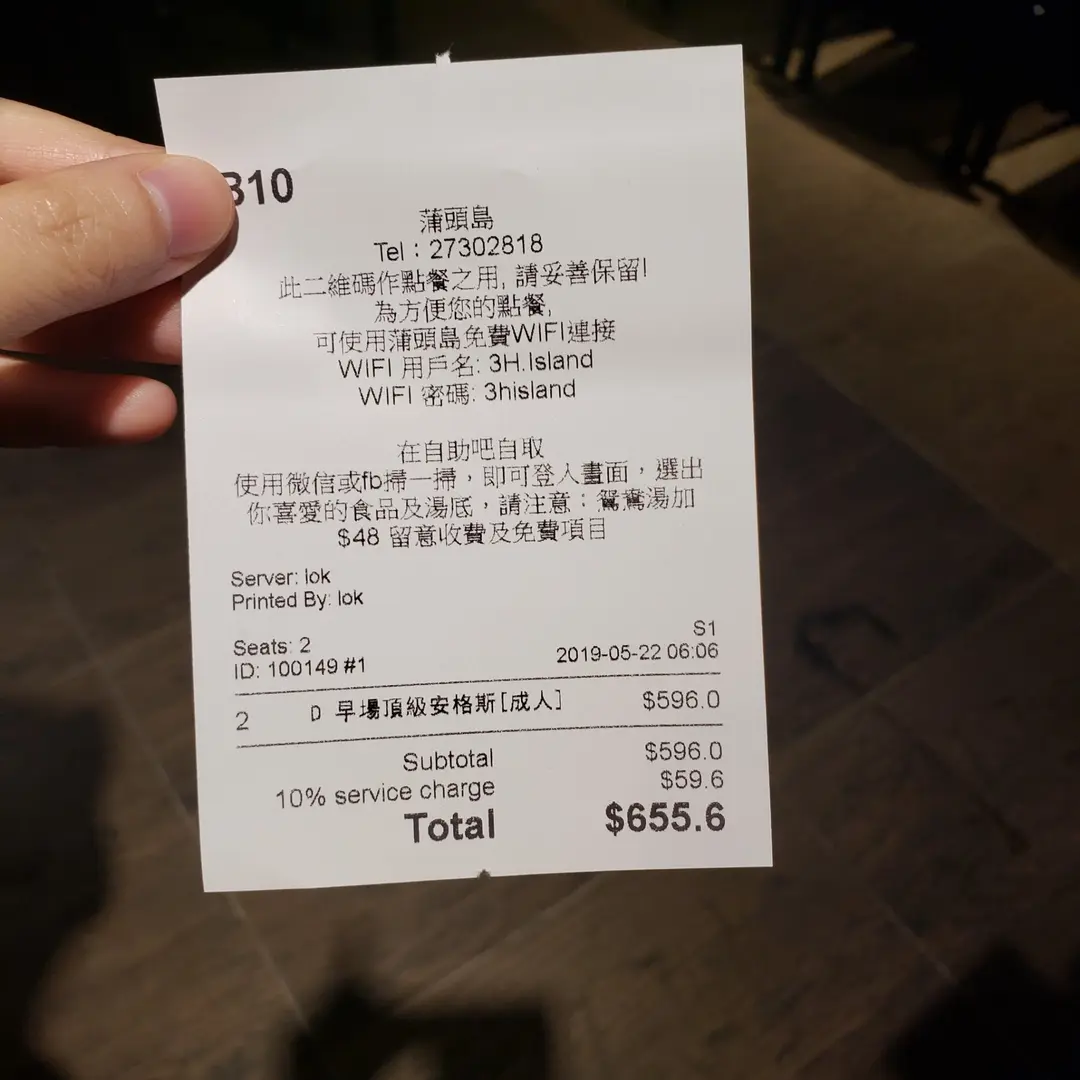 310
蒲頭島
Tel : 27302818
此二維碼作點餐之用, 請妥善保留!
為方便您的點餐,
可使用蒲頭島免費WIFI連接
WIFI 用戶名: 3H.Island
WIFI 密碼: 3hisland
在自助吧自取
使用微信或fb掃一掃，即可登入畫面，選出
你喜愛的食品及湯底，請注意：鴛鴦湯加
$48 留意收費及免費項目
Server: lok
Printed By: lok
S1
Seats: 2
ID: 100149 #1 2019-05-22 06:06
2 D 早場頂級安格斯[成人] $596.0
Subtotal $596.0
10% service charge $59.6
Total $655.6